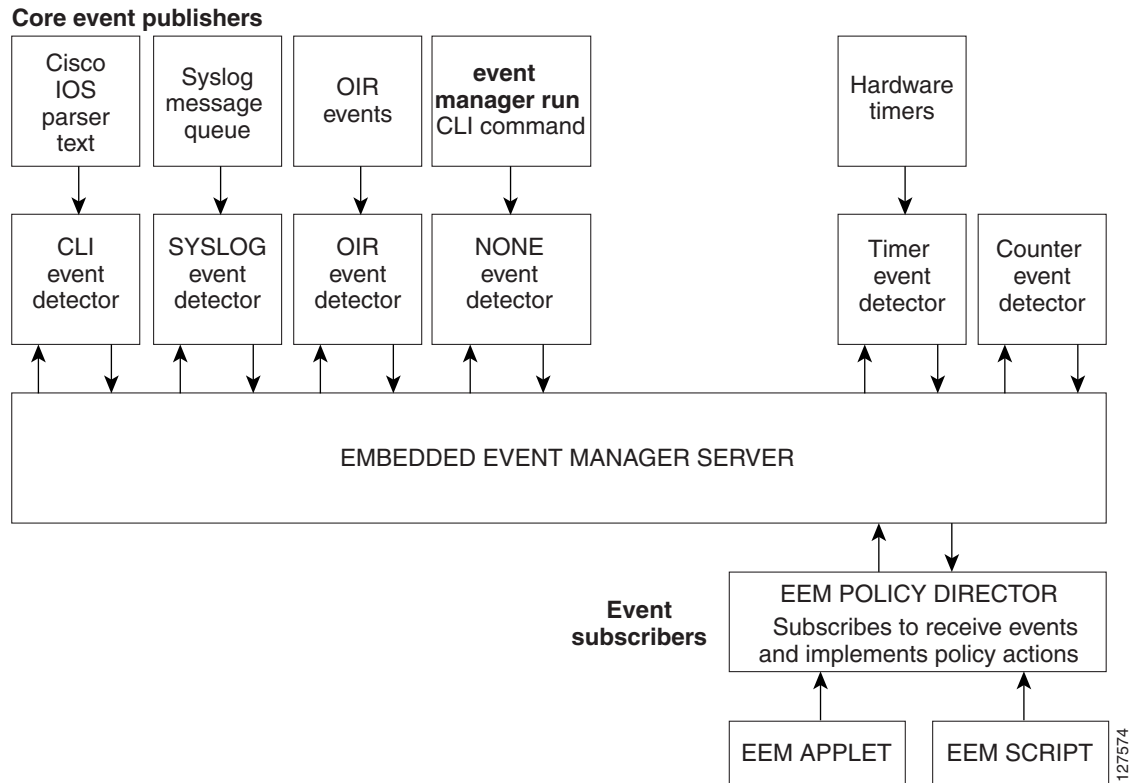 Core event publishers
Cisco
IOS
parser
text
Syslog
message
queue
OIR
events
event
manager run
CLI command
Hardware
timers
CLI
event
detector
SYSLOG
event
detector
OIR
event
detector
NONE
event
detector
Timer
event
detector
Counter
event
detector
EMBEDDED EVENT MANAGER SERVER
Event
subscribers
EEM POLICY DIRECTOR
Subscribes to receive events
and implements policy actions
EEM APPLET
EEM SCRIPT
127574